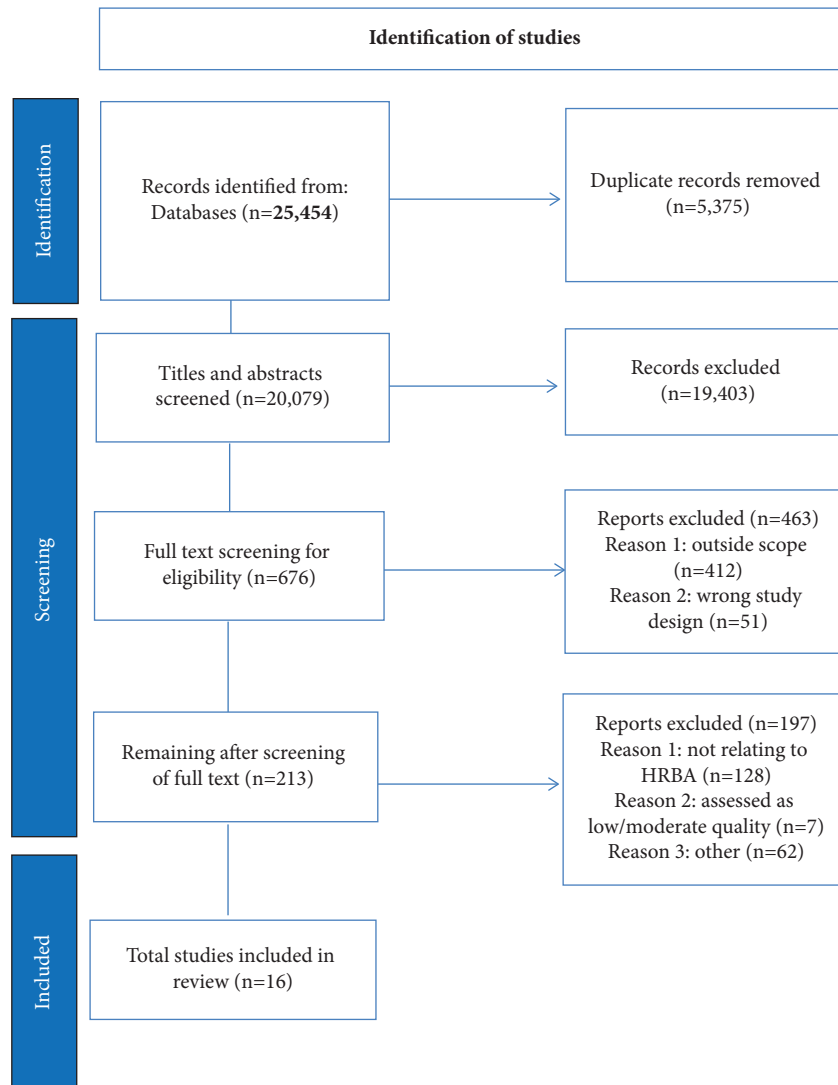 Identification of studies
Identification
Records identified from:
Databases (n=25,454)
Duplicate records removed
(n=5,375)
Screening
Titles and abstracts
screened (n=20,079)
Records excluded
(n=19,403)
Full text screening for
eligibility (n=676)
Reports excluded (n=463)
Reason 1: outside scope
(n=412)
Reason 2: wrong study
design (n=51)
Remaining after screening
of full text (n=213)
Reports excluded (n=197)
Reason 1: not relating to
HRBA (n=128)
Reason 2: assessed as
low/moderate quality (n=7)
Reason 3: other (n=62)
Included
Total studies included in
review (n=16)